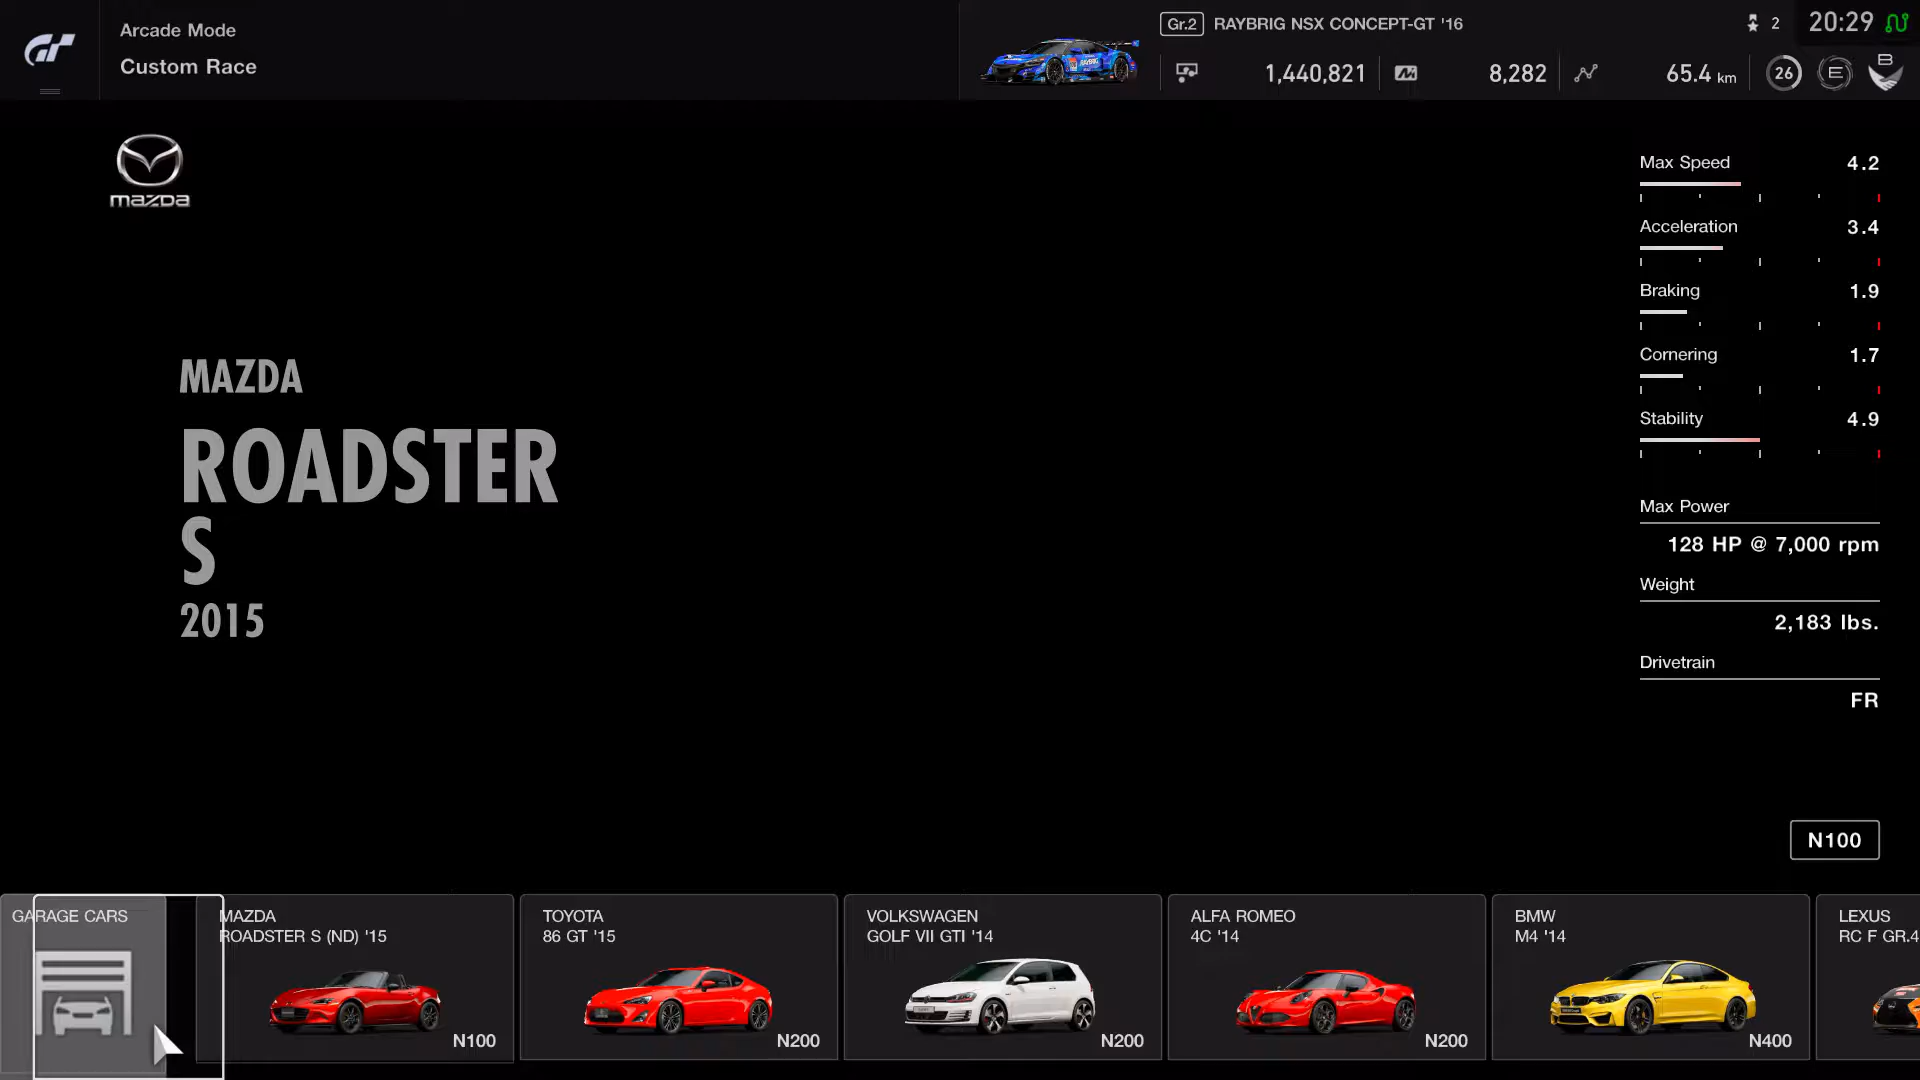 Arcade Mode
Custom Race
Gr.2 RAYBRIG NSX CONCEPT-GT '16
2 20:29
1,440,821 8,282 65.4 km 26 E B
mazda
MAZDA
ROADSTER
S
2015
Max Speed 4.2
Acceleration 3.4
Braking 1.9
Cornering 1.7
Stability 4.9
Max Power
128 HP @ 7,000 rpm
Weight
2,183 lbs.
Drivetrain
FR
N100
GARAGE CARS
MAZDA
ROADSTER S (ND) '15
N100
TOYOTA
86 GT '15
N200
VOLKSWAGEN
GOLF VII GTI '14
N200
ALFA ROMEO
4C '14
N200
BMW
M4 '14
N400
LEXUS
RC F GR.4